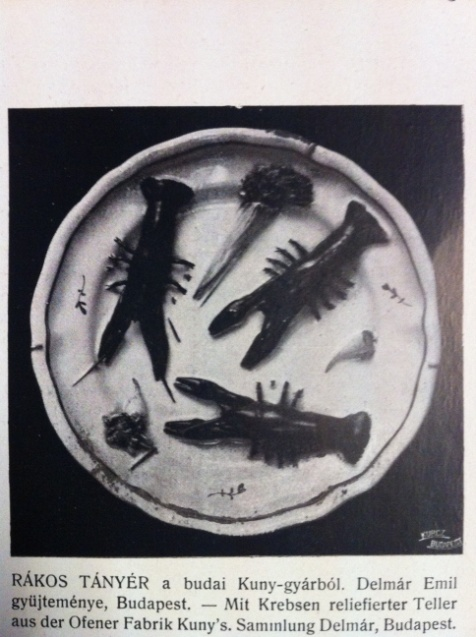 RÁKOS TÁNYÉR a budai Kuny-gyárból. Delmár Emil
gyüjteménye, Budapest. — Mit Krebsen reliefierter Teller
aus der Ofener Fabrik Kuny's. Sammlung Delmár, Budapest.